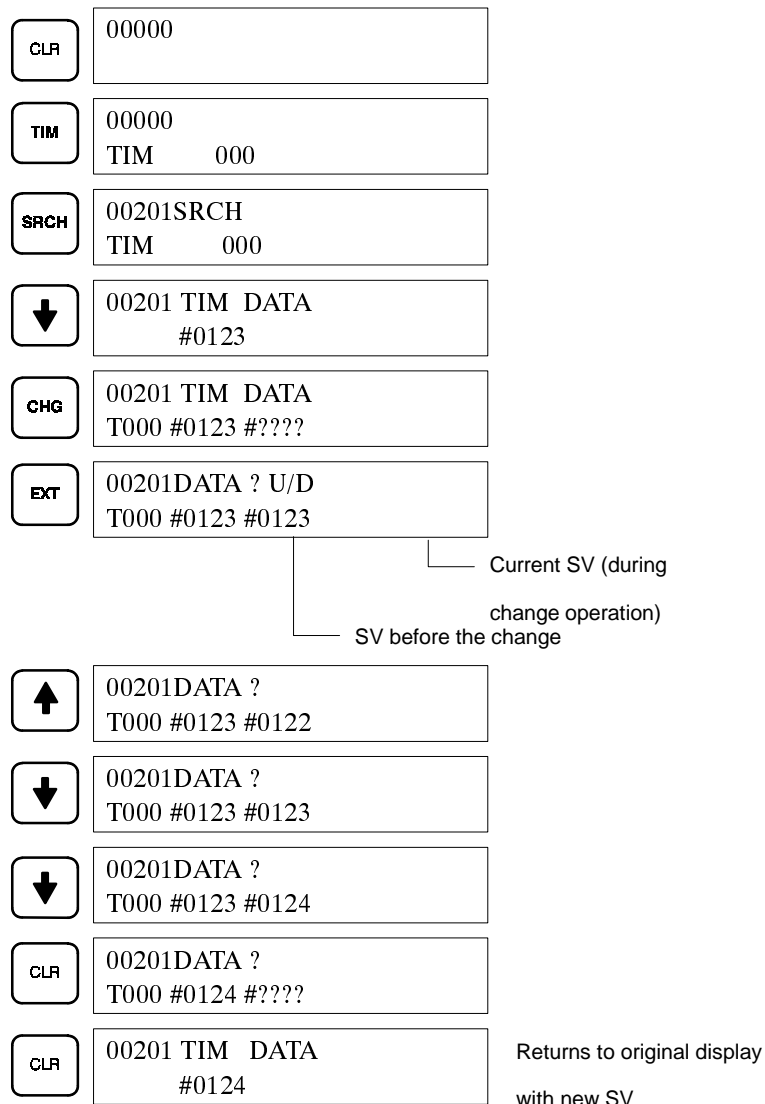 CLR
00000
TIM
00000
TIM 000
SRCH
00201SRCH
TIM 000
00201 TIM DATA
#0123
CHG
00201 TIM DATA
T000 #0123 #????
EXT
00201DATA ? U/D
T000 #0123 #0123
Current SV (during
change operation)
SV before the change
00201DATA ?
T000 #0123 #0122
00201DATA ?
T000 #0123 #0123
00201DATA ?
T000 #0123 #0124
CLR
00201DATA ?
T000 #0124 #????
CLR
00201 TIM DATA
#0124
Returns to original display
with new SV